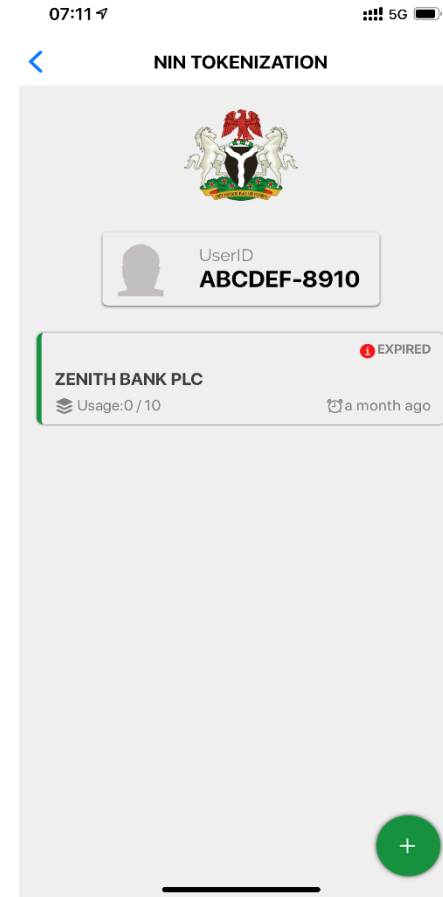 07:11
5G
NIN TOKENIZATION
UserID
ABCDEF-8910
EXPIRED
ZENITH BANK PLC
Usage:0 / 10
a month ago
+